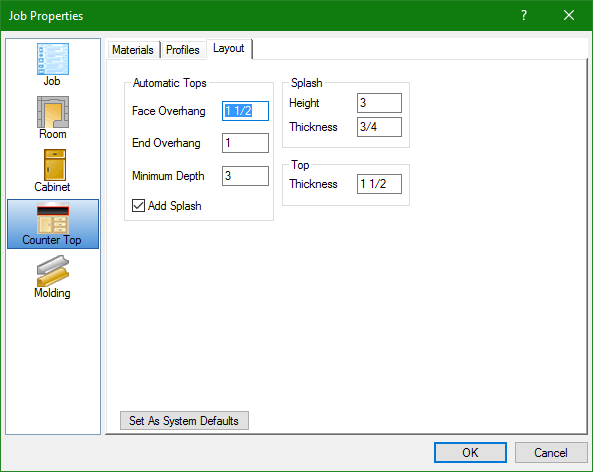 Job Properties
?
Job
Room
Cabinet
Counter Top
Molding
Materials Profiles Layout
Automatic Tops
Face Overhang 1 1/2
End Overhang 1
Minimum Depth 3
Add Splash
Splash
Height 3
Thickness 3/4
Top
Thickness 1 1/2
Set As System Defaults
OK Cancel